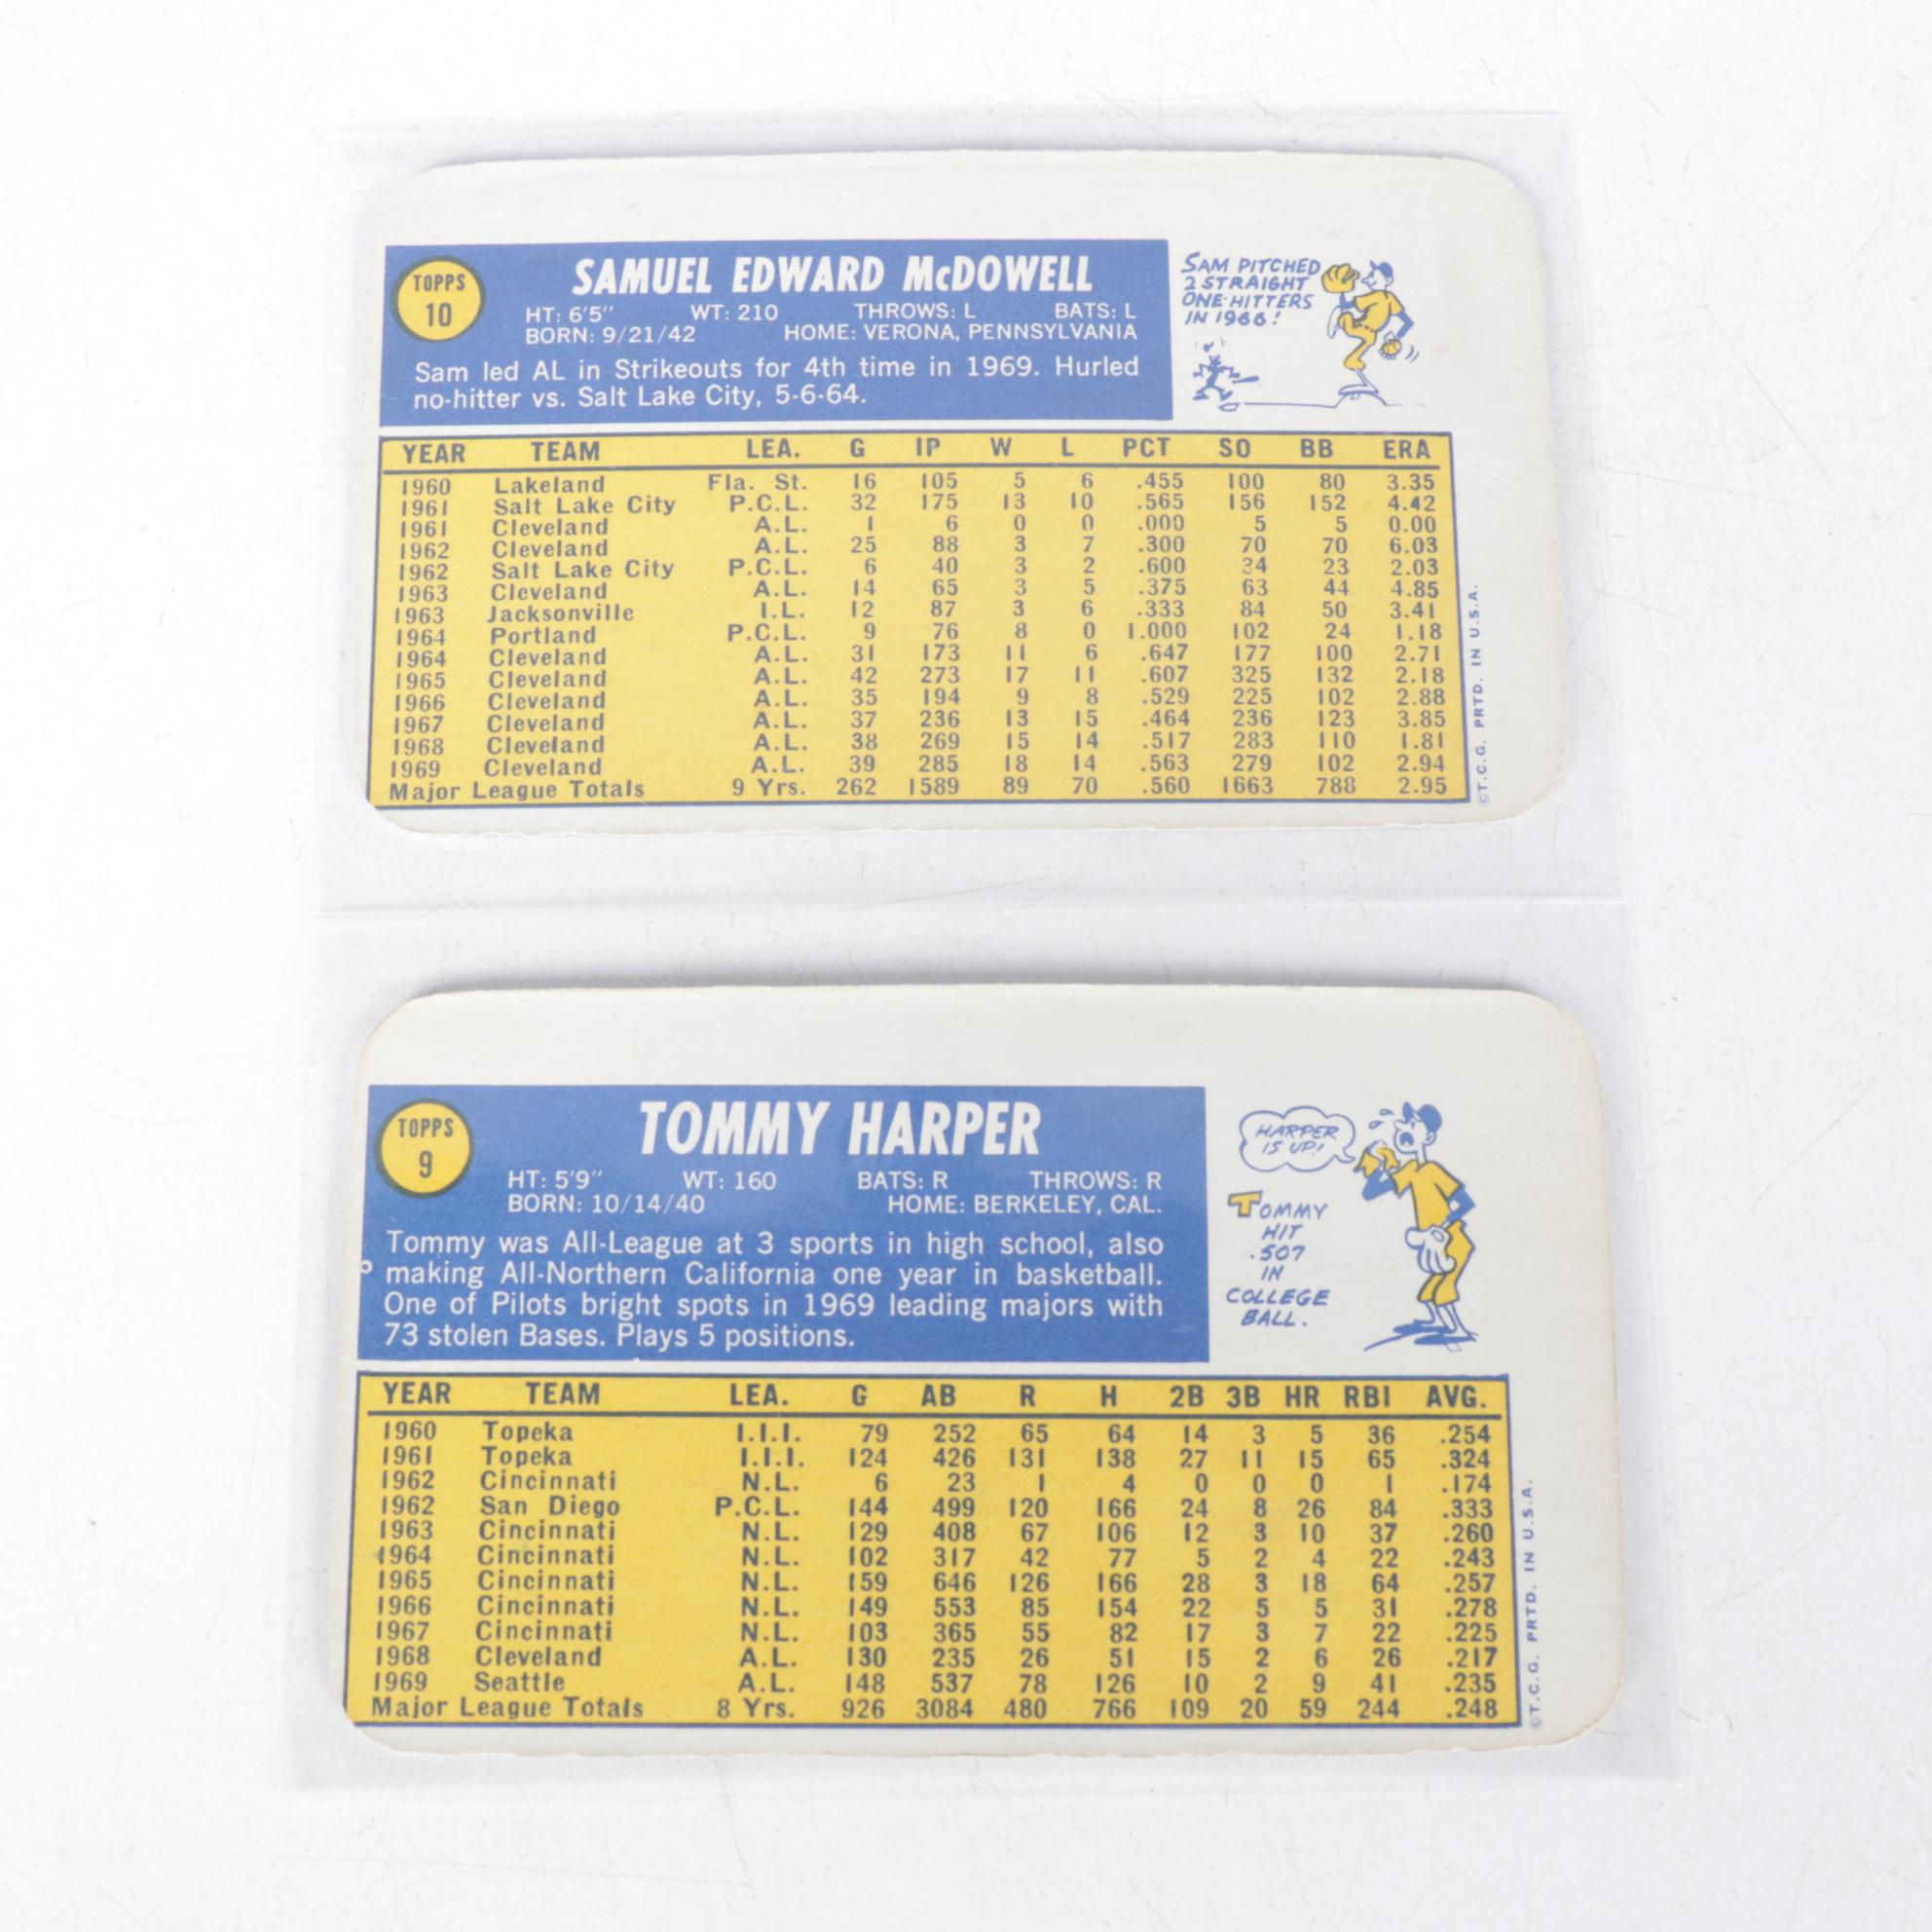 TOPPS
10
SAMUEL EDWARD McDOWELL
HT: 6'5" WT: 210 THROWS: L BATS: L
BORN: 9/21/42 HOME: VERONA, PENNSYLVANIA
Sam led AL in Strikeouts for 4th time in 1969. Hurled
no-hitter vs. Salt Lake City, 5-6-64.
SAM PITCHED
2 STRAIGHT
ONE-HITTERS
IN 1966!
YEAR TEAM LEA. G IP W L PCT SO BB ERA
1960 Lakeland Fla. St. 16 105 5 6 .455 100 80 3.35
1961 Salt Lake City P.C.L. 32 175 13 10 .565 156 152 4.42
1961 Cleveland A.L. 1 6 0 0 .000 5 5 0.00
1962 Cleveland A.L. 25 88 3 7 .300 70 70 6.03
1962 Salt Lake City P.C.L. 6 40 3 2 .600 34 23 2.03
1963 Cleveland A.L. 14 65 3 5 .375 63 44 4.85
1963 Jacksonville I.L. 12 87 3 6 .333 84 50 3.41
1964 Portland P.C.L. 9 76 8 0 1.000 102 24 1.18
1964 Cleveland A.L. 31 173 11 6 .647 177 100 2.71
1965 Cleveland A.L. 42 273 17 11 .607 325 132 2.18
1966 Cleveland A.L. 35 194 9 8 .529 225 102 2.88
1967 Cleveland A.L. 37 236 13 15 .464 236 123 3.85
1968 Cleveland A.L. 38 269 15 14 .517 283 110 1.81
1969 Cleveland A.L. 39 285 18 14 .563 279 102 2.94
Major League Totals 9 Yrs. 262 1589 89 70 .560 1663 788 2.95
©T.C.G. PRTD. IN U.S.A.
TOPPS
9
TOMMY HARPER
HT: 5'9" WT: 160 BATS: R THROWS: R
BORN: 10/14/40 HOME: BERKELEY, CAL.
Tommy was All-League at 3 sports in high school, also
making All-Northern California one year in basketball.
One of Pilots bright spots in 1969 leading majors with
73 stolen Bases. Plays 5 positions.
HARPER
IS UP!
TOMMY
HIT
.507
IN
COLLEGE
BALL.
YEAR TEAM LEA. G AB R H 2B 3B HR RBI AVG.
1960 Topeka I.I.I. 79 252 65 64 14 3 5 36 .254
1961 Topeka I.I.I. 124 426 131 138 27 11 15 65 .324
1962 Cincinnati N.L. 6 23 1 4 0 0 0 1 .174
1962 San Diego P.C.L. 144 499 120 166 24 8 26 84 .333
1963 Cincinnati N.L. 129 408 67 106 12 3 10 37 .260
1964 Cincinnati N.L. 102 317 42 77 5 2 4 22 .243
1965 Cincinnati N.L. 159 646 126 166 28 3 18 64 .257
1966 Cincinnati N.L. 149 553 85 154 22 5 5 31 .278
1967 Cincinnati N.L. 103 365 55 82 17 3 7 22 .225
1968 Cleveland A.L. 130 235 26 51 15 2 6 26 .217
1969 Seattle A.L. 148 537 78 126 10 2 9 41 .235
Major League Totals 8 Yrs. 926 3084 480 766 109 20 59 244 .248
©T.C.G. PRTD. IN U.S.A.